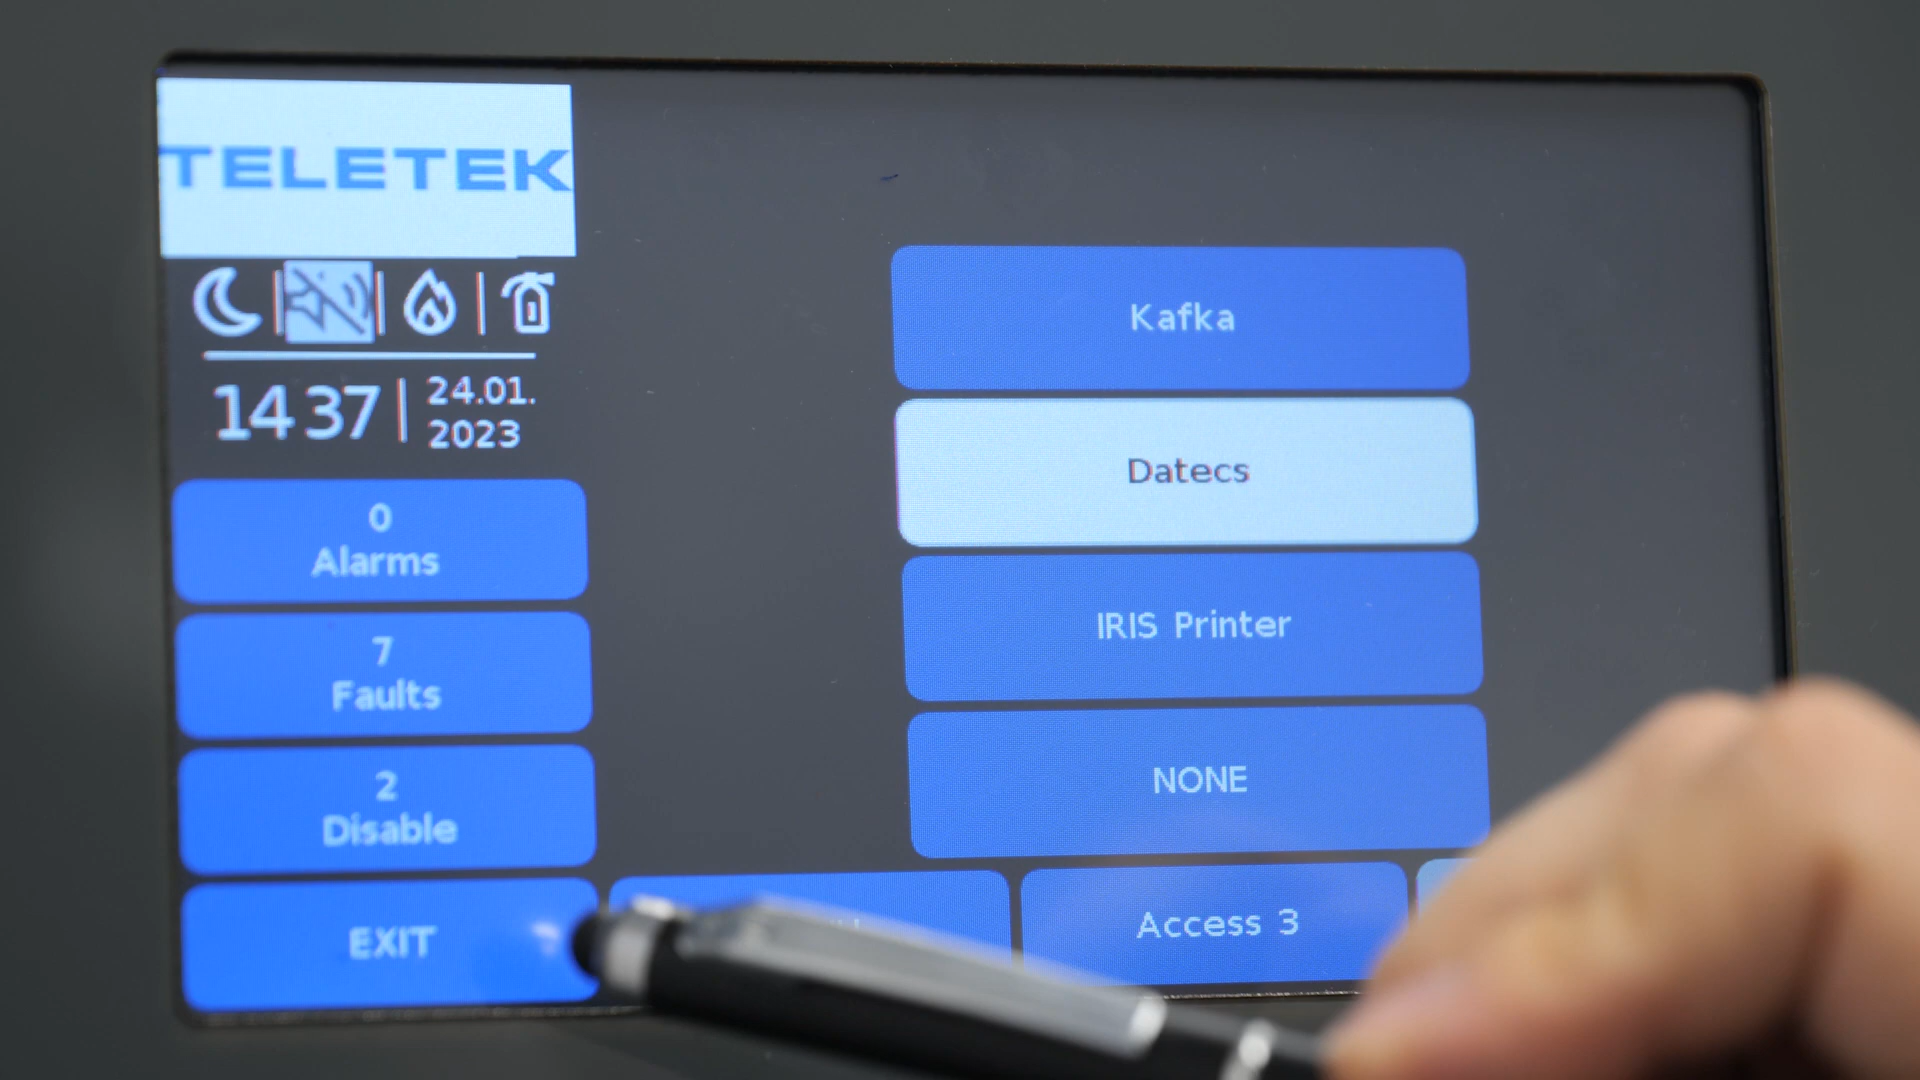 TELETEK
14 37
24.01.
2023
0
Alarms
7
Faults
2
Disable
EXIT
Kafka
Datecs
IRIS Printer
NONE
Access 3